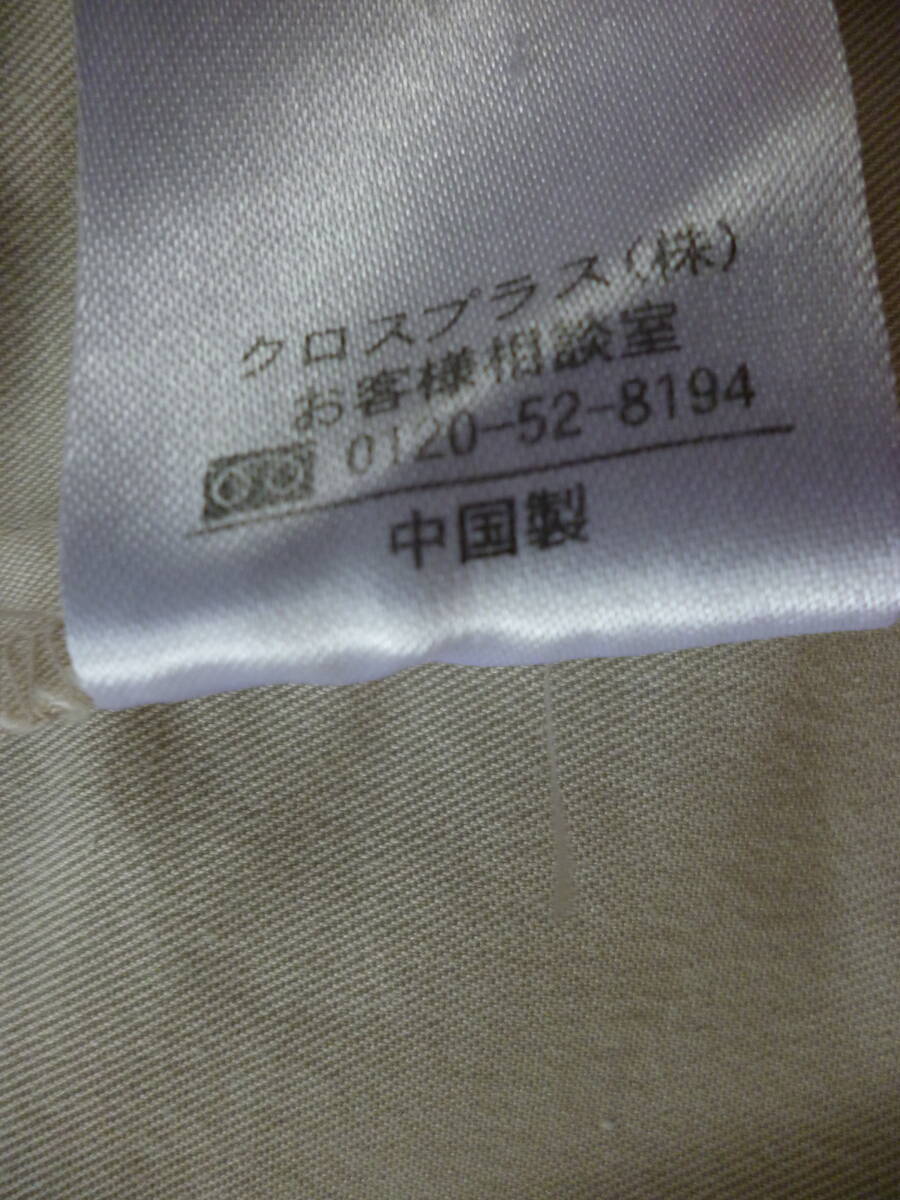 クロスプラス(株)
お客様相談室
0120-52-8194
中国製